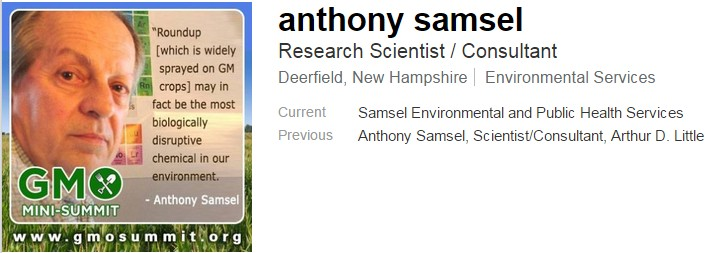 "Roundup
[which is widely
sprayed on GM
crops] may in
fact be the most
biologically
disruptive
chemical in our
environment.
- Anthony Samsel
GMO
MINI-SUMMIT
www.gmosummit.org
anthony samsel
Research Scientist / Consultant
Deerfield, New Hampshire | Environmental Services
Current Samsel Environmental and Public Health Services
Previous Anthony Samsel, Scientist/Consultant, Arthur D. Little